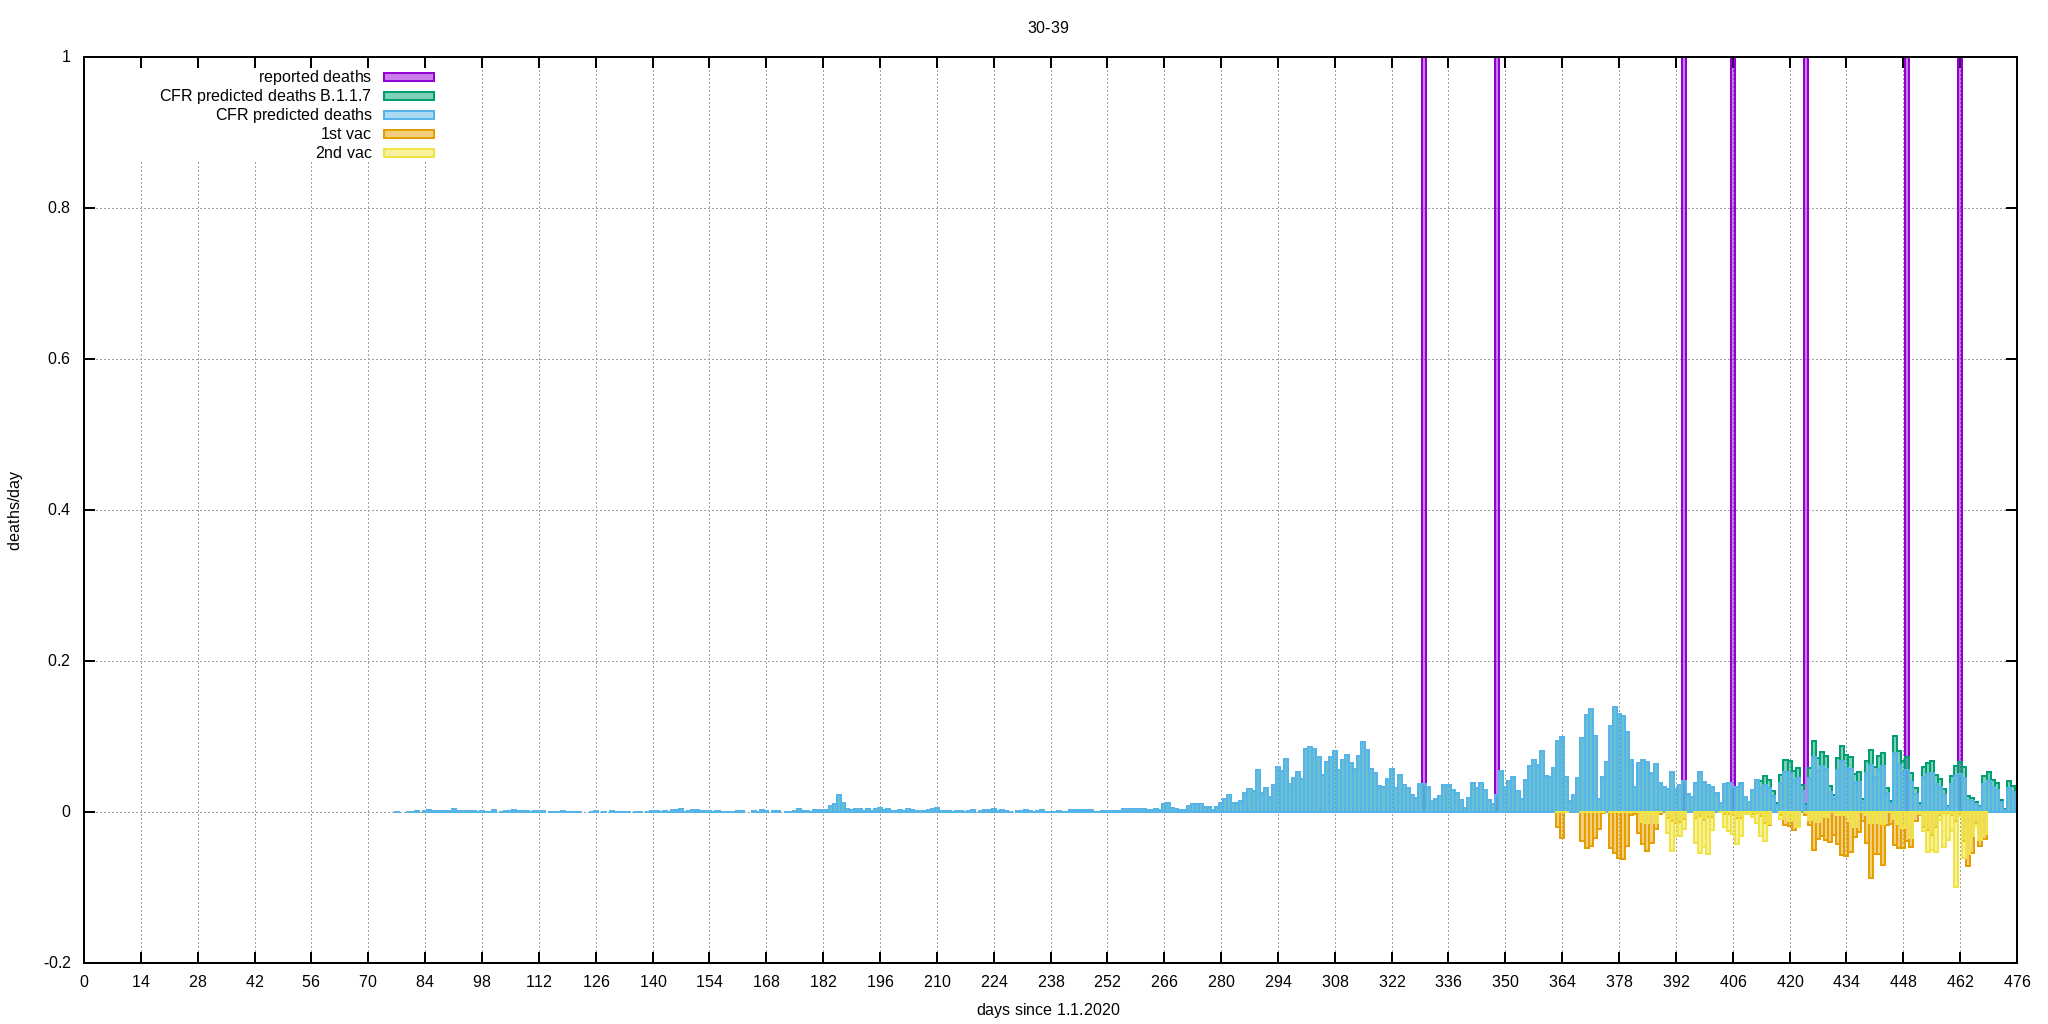 30-39
reported deaths
CFR predicted deaths B.1.1.7
CFR predicted deaths
1st vac
2nd vac
1
0.8
0.6
0.4
0.2
0
-0.2
deaths/day
0 14 28 42 56 70 84 98 112 126 140 154 168 182 196 210 224 238 252 266 280 294 308 322 336 350 364 378 392 406 420 434 448 462 476
days since 1.1.2020